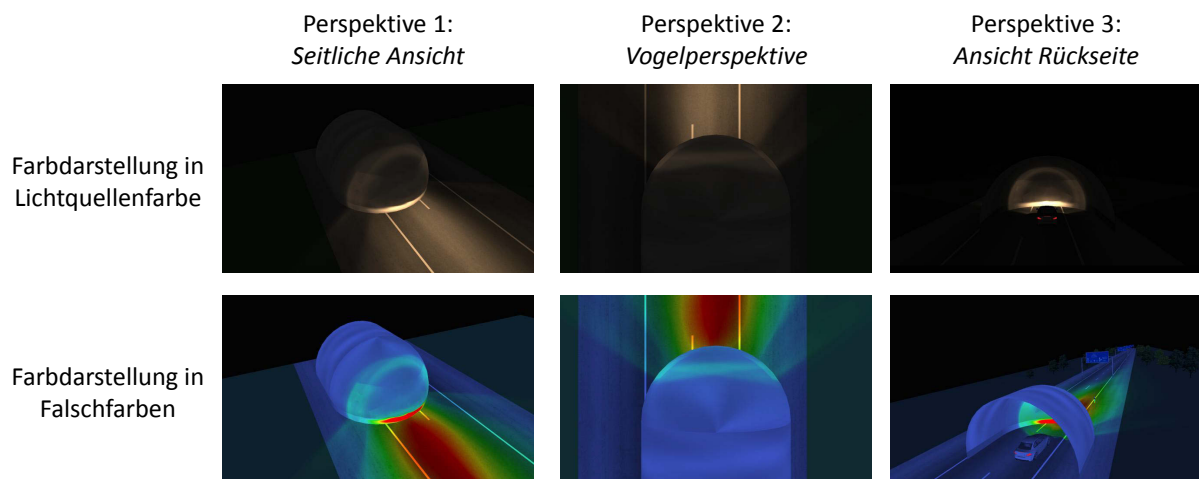 Perspektive 1:
Seitliche Ansicht
Perspektive 2:
Vogelperspektive
Perspektive 3:
Ansicht Rückseite
Farbdarstellung in
Lichtquellenfarbe
Farbdarstellung in
Falschfarben